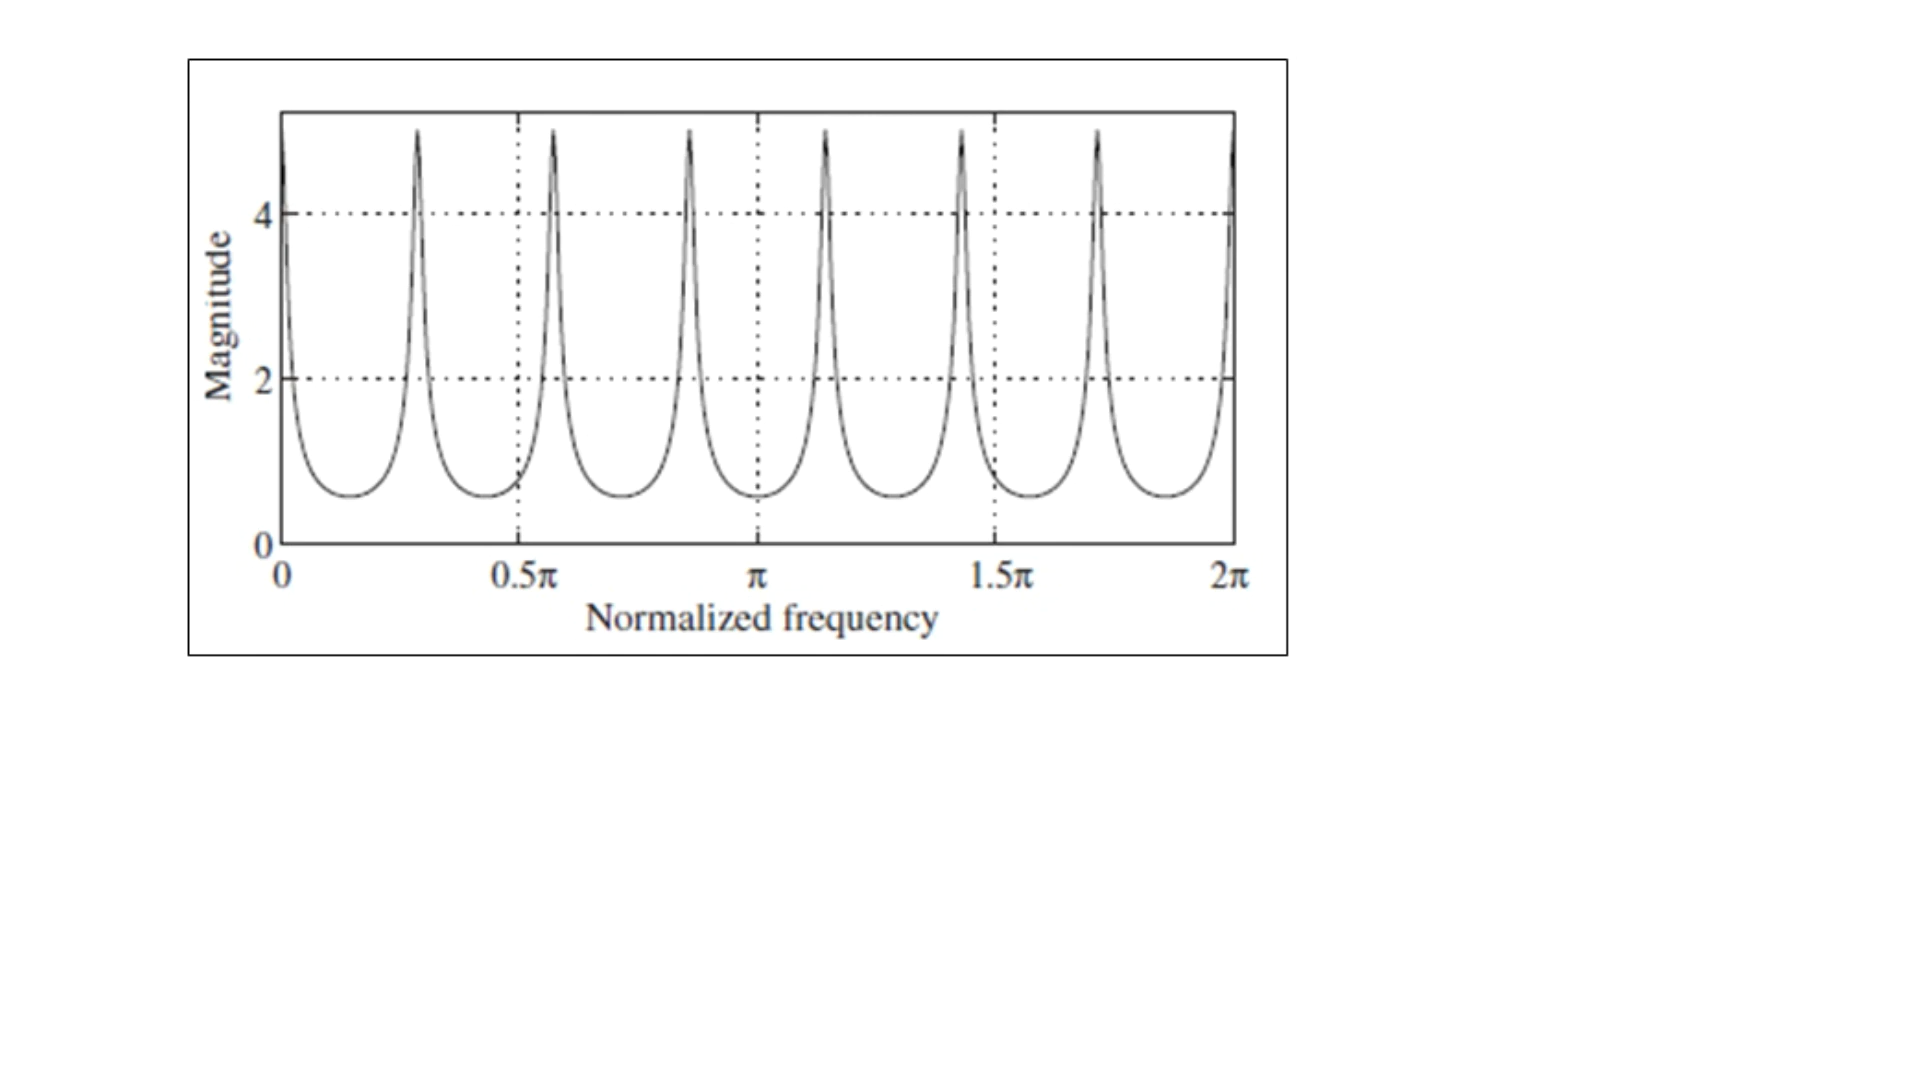 Magnitude
4
2
0
0 0.5π π 1.5π 2π
Normalized frequency